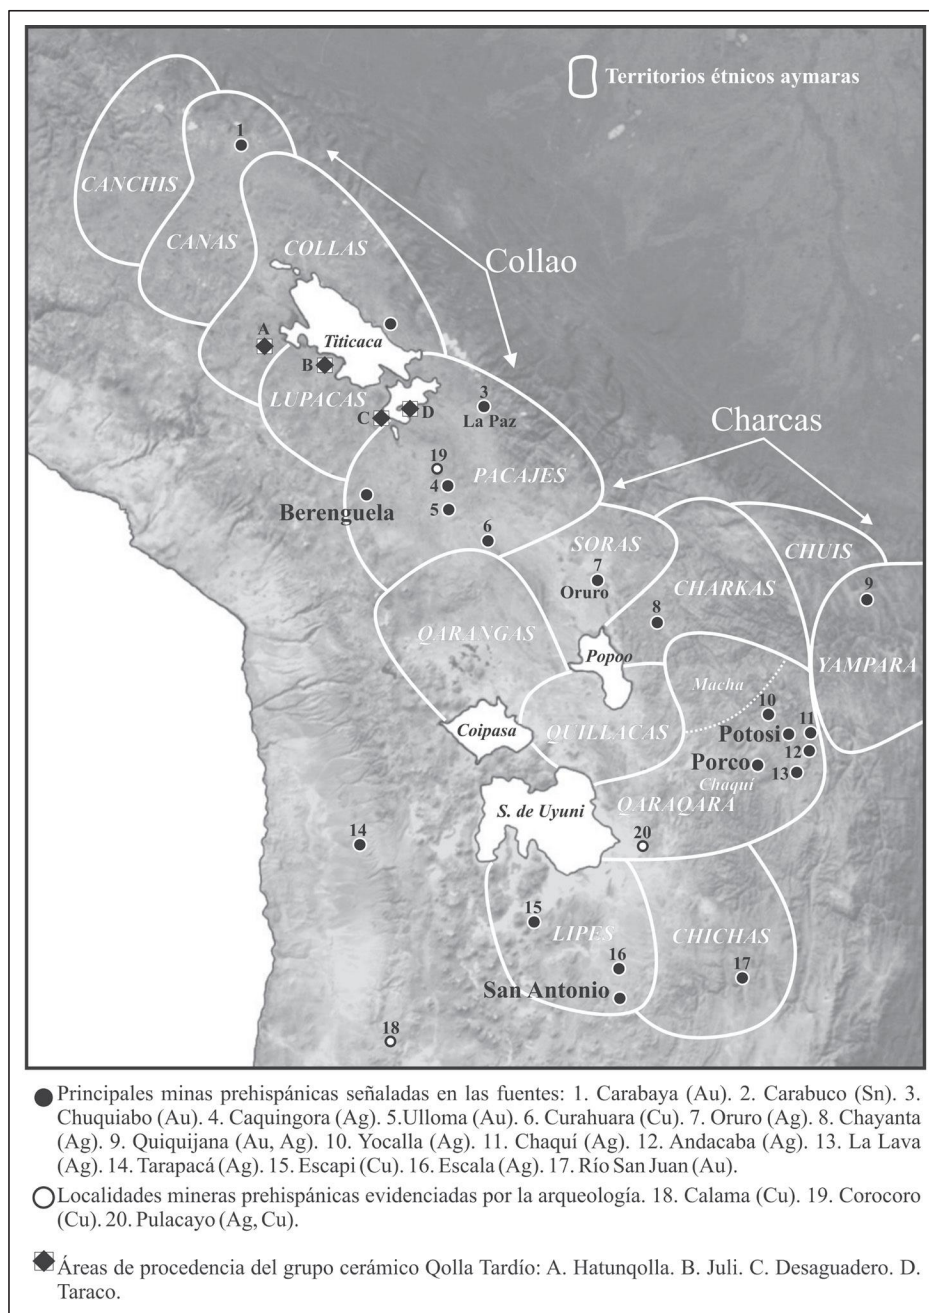 Territorios étnicos aymaras
1
CANCHIS
CANAS
COLLAS
Collao
A
Titicaca
B
LUPACAS
C
D
3
La Paz
Charcas
19
4
PACAJES
5
Berenguela
6
SORAS
7
Oruro
CHUIS
CHARKAS
9
8
QARANGAS
Popoo
YAMPARA
Macha
10
11
Coipasa
QUILLACAS
Potosi
12
Porco
13
Chaquí
S. de Uyuni
QARAQARA
14
20
15
LIPES
CHICHAS
16
17
San Antonio
18
Principales minas prehispánicas señaladas en las fuentes: 1. Carabaya (Au). 2. Carabuco (Sn). 3.
Chuquiabo (Au). 4. Caquingora (Ag). 5.Ulloma (Au). 6. Curahuara (Cu). 7. Oruro (Ag). 8. Chayanta
(Ag). 9. Quiquijana (Au, Ag). 10. Yocalla (Ag). 11. Chaquí (Ag). 12. Andacaba (Ag). 13. La Lava
(Ag). 14. Tarapacá (Ag). 15. Escapi (Cu). 16. Escala (Ag). 17. Río San Juan (Au).
Localidades mineras prehispánicas evidenciadas por la arqueología. 18. Calama (Cu). 19. Corocoro
(Cu). 20. Pulacayo (Ag, Cu).
Áreas de procedencia del grupo cerámico Qolla Tardío: A. Hatunqolla. B. Juli. C. Desaguadero. D.
Taraco.